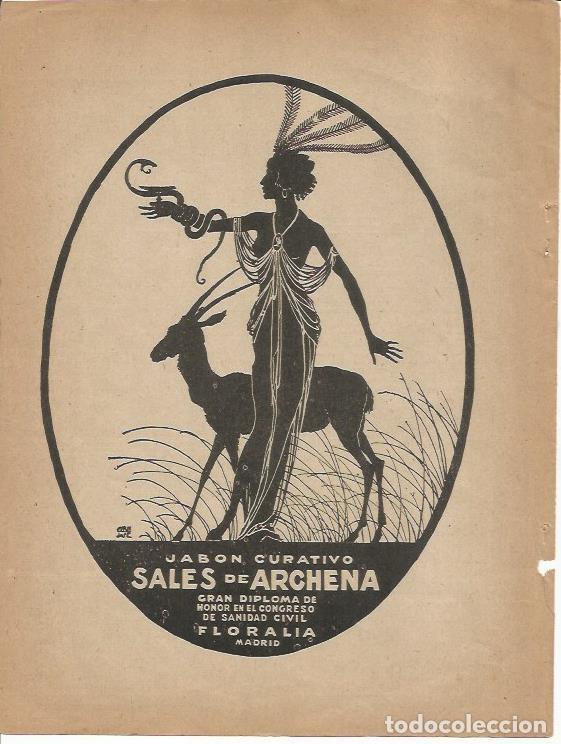 JABON CURATIVO
SALES DE ARCHENA
GRAN DIPLOMA DE
HONOR EN EL CONGRESO
DE SANIDAD CIVIL
FLORALIA
MADRID
todocoleccion